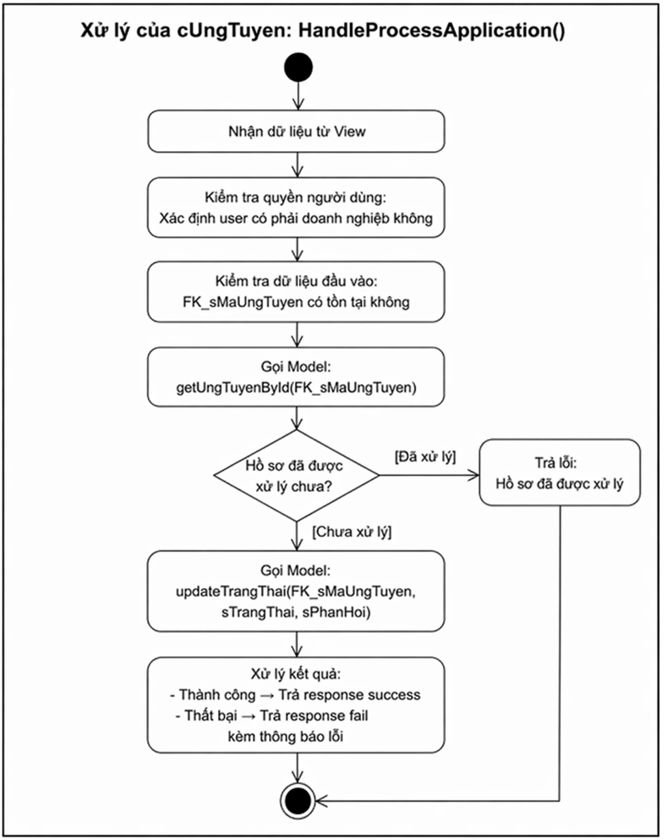 Xử lý của cUngTuyen: HandleProcessApplication()
Nhận dữ liệu từ View
Kiểm tra quyền người dùng:
Xác định user có phải doanh nghiệb không
Kiểm tra dữ liệu đầu vào:
FK_sMaUngTuyen có tồn tại không
Gọi Model:
getUngTuyenById(FK_sMaUngTuyen)
Hồ sơ đã được
xử lý chưa?
[Đã xử lý]
Trả lỗi:
Hồ sơ đã được xử lý
[Chưa xử lý]
Gọi Model:
updateTrangThai(FK_sMaUngTuyen,
sTrangThai, sPhanHoi)
Xử lý kết quả:
- Thành công → Trả response success
- Thất bại → Trả response fail
kèm thông báo lỗi